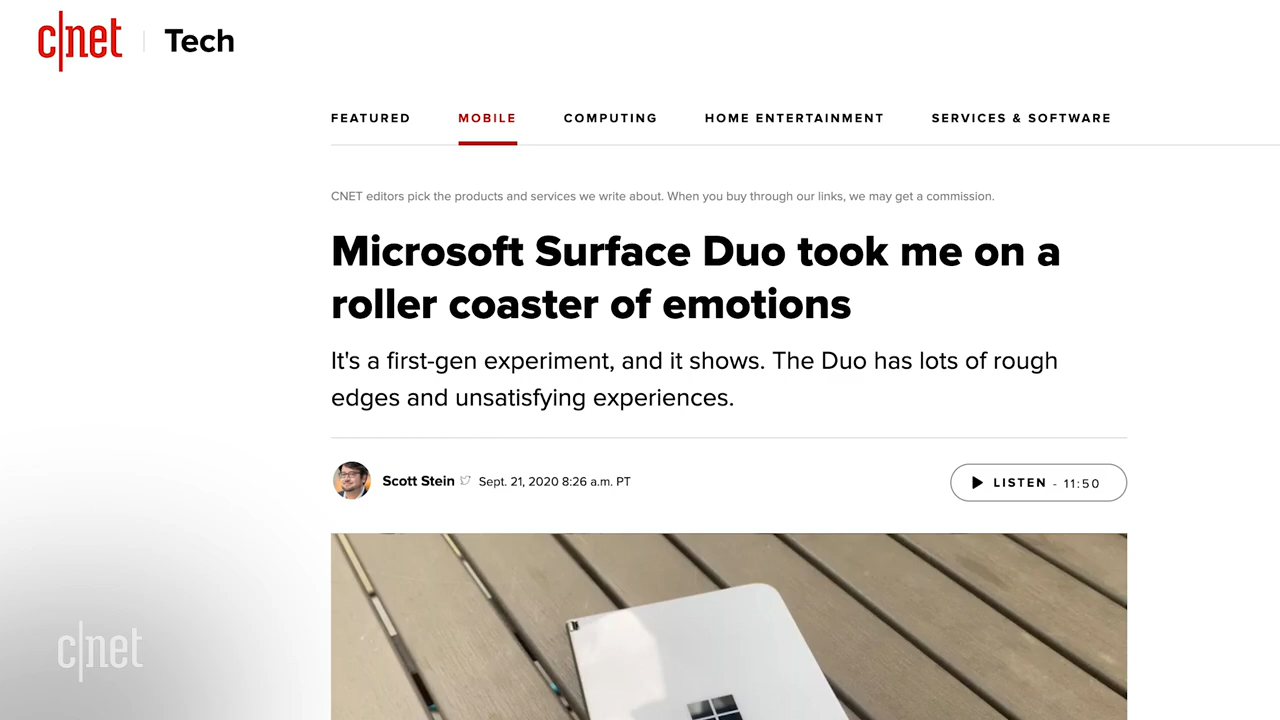 c|net
Tech
FEATURED MOBILE COMPUTING HOME ENTERTAINMENT SERVICES & SOFTWARE
CNET editors pick the products and services we write about. When you buy through our links, we may get a commission.
Microsoft Surface Duo took me on a
roller coaster of emotions
It's a first-gen experiment, and it shows. The Duo has lots of rough
edges and unsatisfying experiences.
Scott Stein Sept. 21, 2020 8:26 a.m. PT
LISTEN - 11:50
c|net